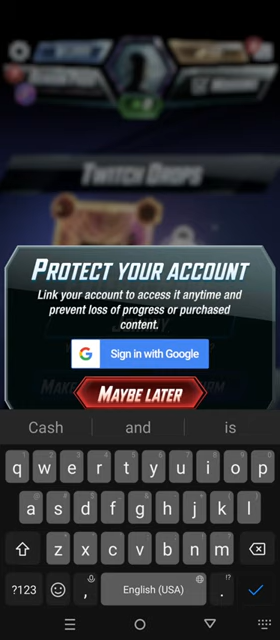 Twitch Drops
Protect your account
Link your account to access it anytime and
prevent loss of progress or purchased
content.
G Sign in with Google
Maybe later
Cash and is
q w e r t y u i o p
a s d f g h j k l
z x c v b n m
?123 , English (USA) .